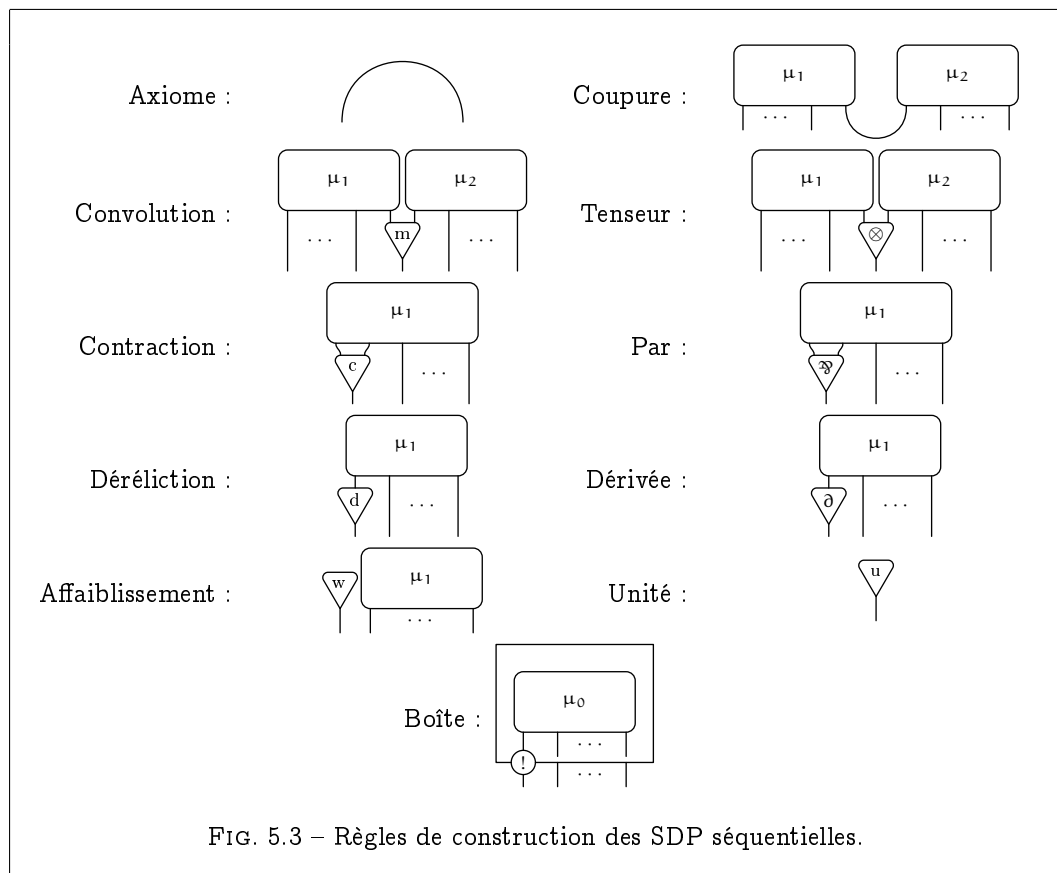 Axiome :
Coupure :
μ1 μ2
··· ···
Convolution :
μ1 μ2
··· m ···
Tenseur :
μ1 μ2
··· ⊗ ···
Contraction :
μ1
c ···
Par :
μ1
⅋ ···
Déréliction :
μ1
d ···
Dérivée :
μ1
∂ ···
Affaiblissement :
w μ1
···
Unité :
u
Boîte :
μ0
···
! ···
FIG. 5.3 – Règles de construction des SDP séquentielles.